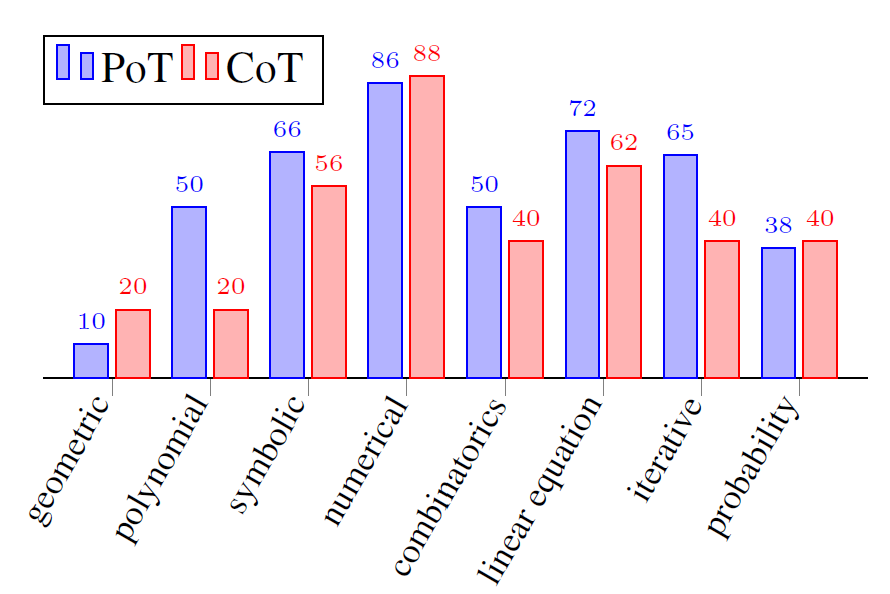 PoT CoT
10 20
50 20
66 56
86 88
50 40
72 62
65 40
38 40
geometric
polynomial
symbolic
numerical
combinatorics
linear equation
iterative
probability